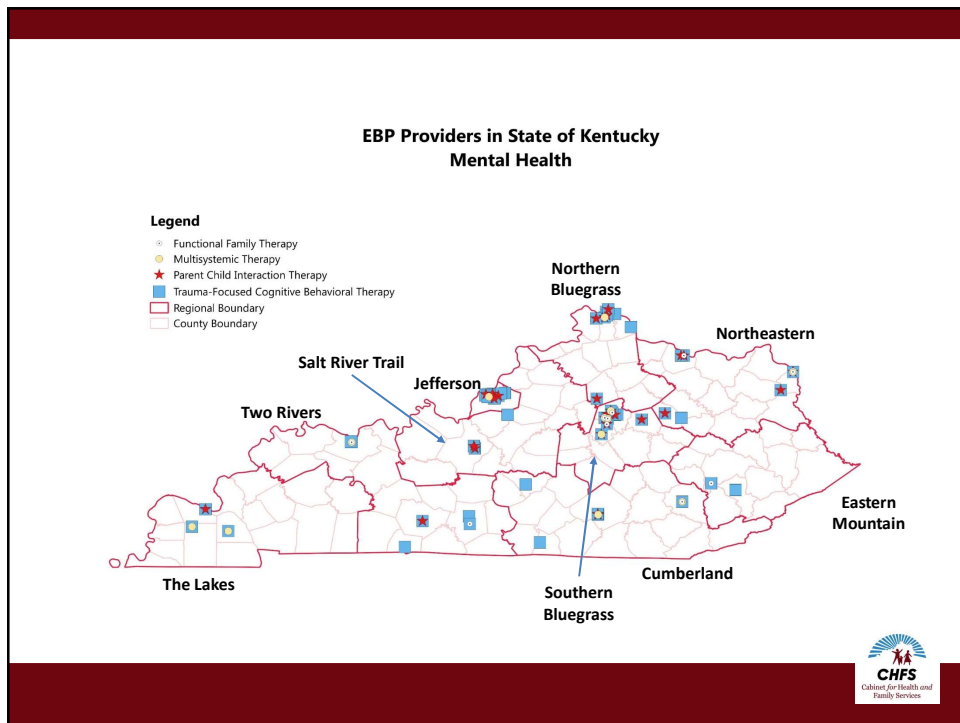 EBP Providers in State of Kentucky
Mental Health
Legend
Functional Family Therapy
Multisystemic Therapy
Parent Child Interaction Therapy
Trauma-Focused Cognitive Behavioral Therapy
Regional Boundary
County Boundary
Northern
Bluegrass
Northeastern
Salt River Trail
Jefferson
Two Rivers
Eastern
Mountain
The Lakes
Cumberland
Southern
Bluegrass
CHFS
Cabinet for Health and
Family Services